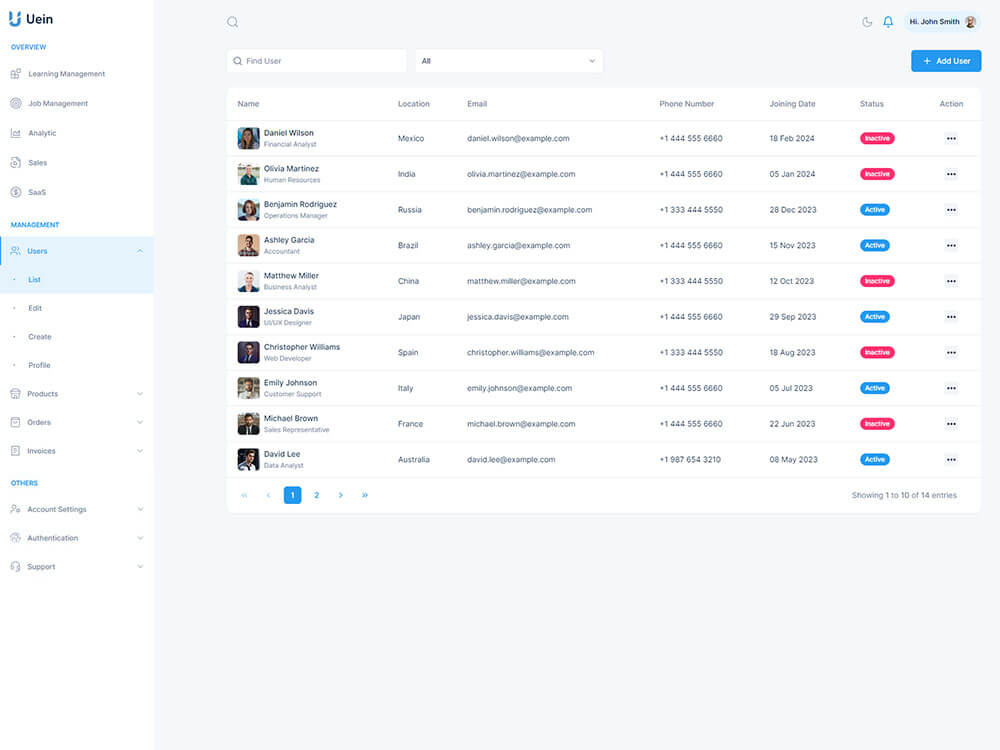 Uein
Hi. John Smith
OVERVIEW
Learning Management
Job Management
Analytic
Sales
SaaS
MANAGEMENT
Users
List
Edit
Create
Profile
Products
Orders
Invoices
OTHERS
Account Settings
Authentication
Support
Find User
All
Add User
Name Location Email Phone Number Joining Date Status Action
Daniel Wilson
Financial Analyst
Mexico daniel.wilson@example.com +1 444 555 6660 18 Feb 2024 Inactive
Olivia Martinez
Human Resources
India olivia.martinez@example.com +1 444 555 6660 05 Jan 2024 Inactive
Benjamin Rodriguez
Operations Manager
Russia benjamin.rodriguez@example.com +1 333 444 5550 28 Dec 2023 Active
Ashley Garcia
Accountant
Brazil ashley.garcia@example.com +1 444 555 6660 15 Nov 2023 Active
Matthew Miller
Business Analyst
China matthew.miller@example.com +1 333 444 5550 12 Oct 2023 Inactive
Jessica Davis
UI/UX Designer
Japan jessica.davis@example.com +1 444 555 6660 29 Sep 2023 Active
Christopher Williams
Web Developer
Spain christopher.williams@example.com +1 333 444 5550 18 Aug 2023 Inactive
Emily Johnson
Customer Support
Italy emily.johnson@example.com +1 444 555 6660 05 Jul 2023 Active
Michael Brown
Sales Representative
France michael.brown@example.com +1 444 555 6660 22 Jun 2023 Inactive
David Lee
Data Analyst
Australia david.lee@example.com +1 987 654 3210 08 May 2023 Active
1 2
Showing 1 to 10 of 14 entries